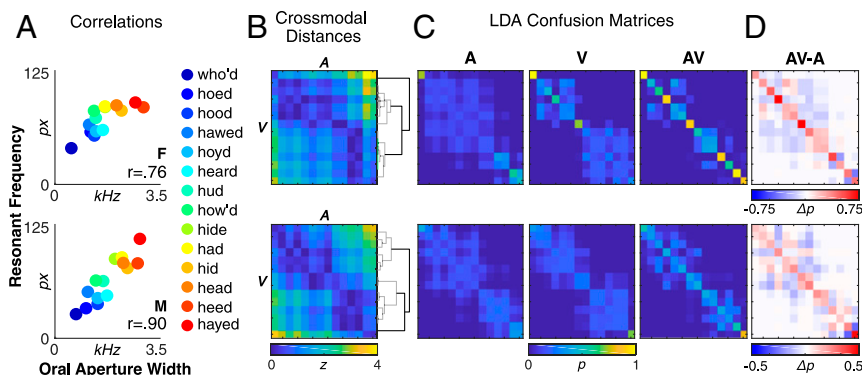 A
Correlations
B
Crossmodal
Distances
C
LDA Confusion Matrices
D
A
A
V
AV
AV-A
Resonant Frequency
125
px
0
kHz
3.5
F
r=.76
who'd
hoed
hood
hawed
hoyd
heard
hud
how'd
hide
had
hid
head
heed
hayed
V
-0.75
Δp
0.75
125
px
0
0
kHz
3.5
M
r=.90
Oral Aperture Width
A
V
0
z
4
0
p
1
-0.5
Δp
0.5